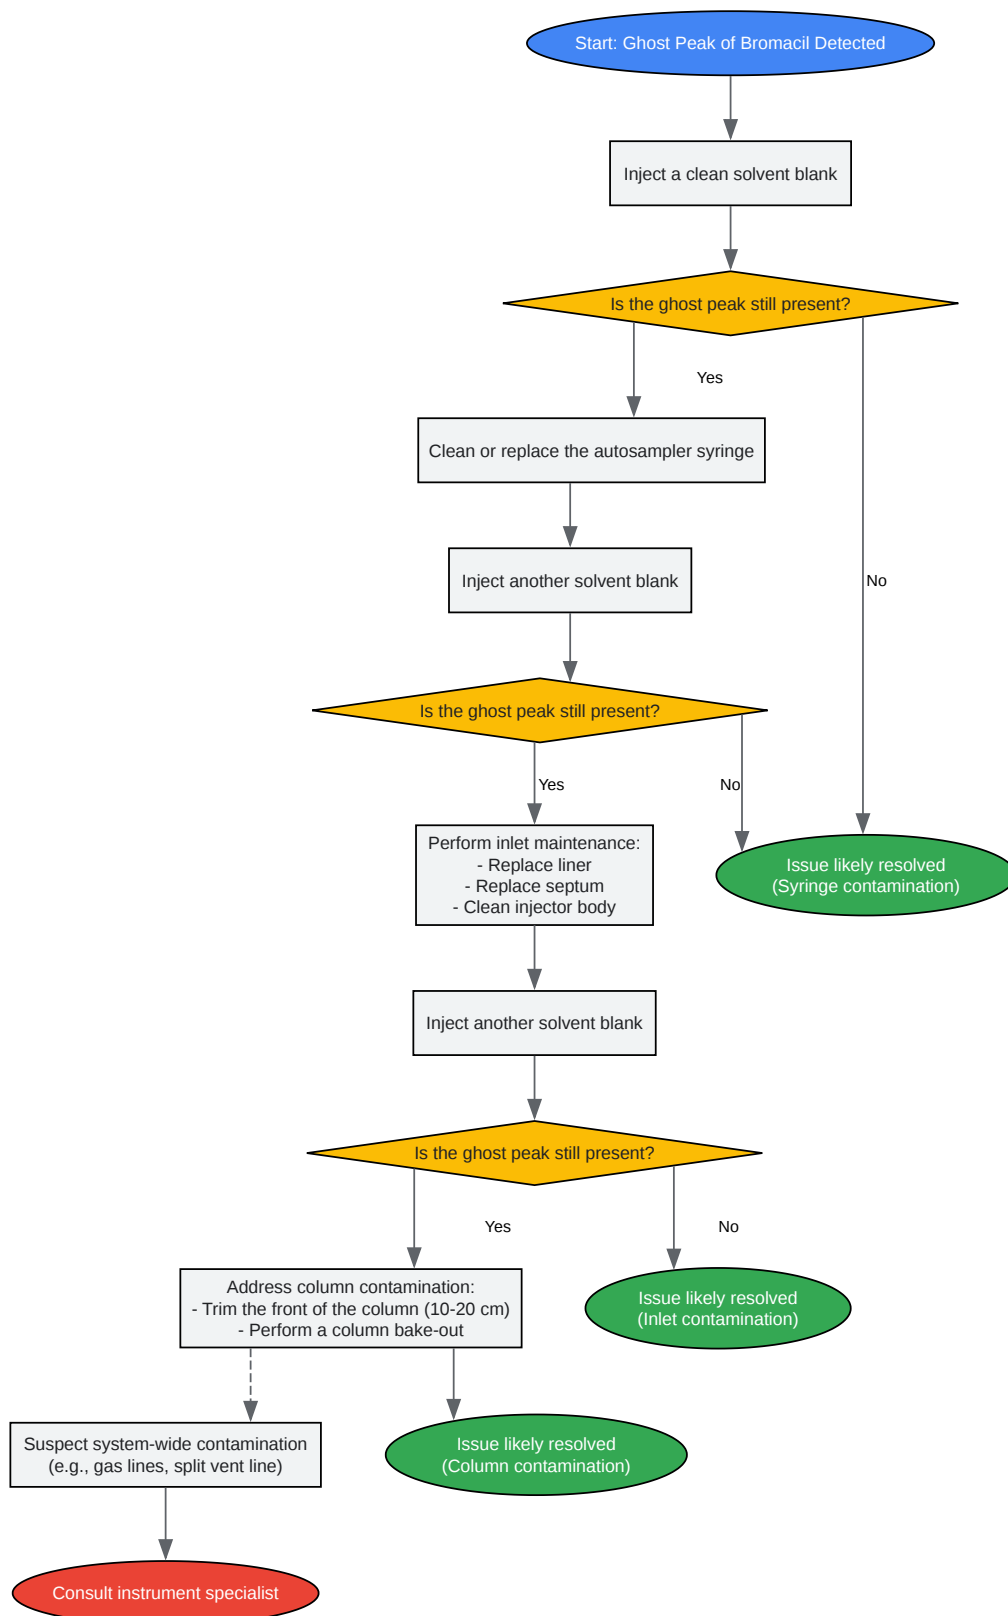 Start: Ghost Peak of Bromacil Detected
Inject a clean solvent blank
Is the ghost peak still present?
Yes
Clean or replace the autosampler syringe
Inject another solvent blank
No
Is the ghost peak still present?
Yes
No
Perform inlet maintenance:
- Replace liner
- Replace septum
- Clean injector body
Issue likely resolved
(Syringe contamination)
Inject another solvent blank
Is the ghost peak still present?
Yes
No
Address column contamination:
- Trim the front of the column (10-20 cm)
- Perform a column bake-out
Issue likely resolved
(Inlet contamination)
Suspect system-wide contamination
(e.g., gas lines, split vent line)
Issue likely resolved
(Column contamination)
Consult instrument specialist